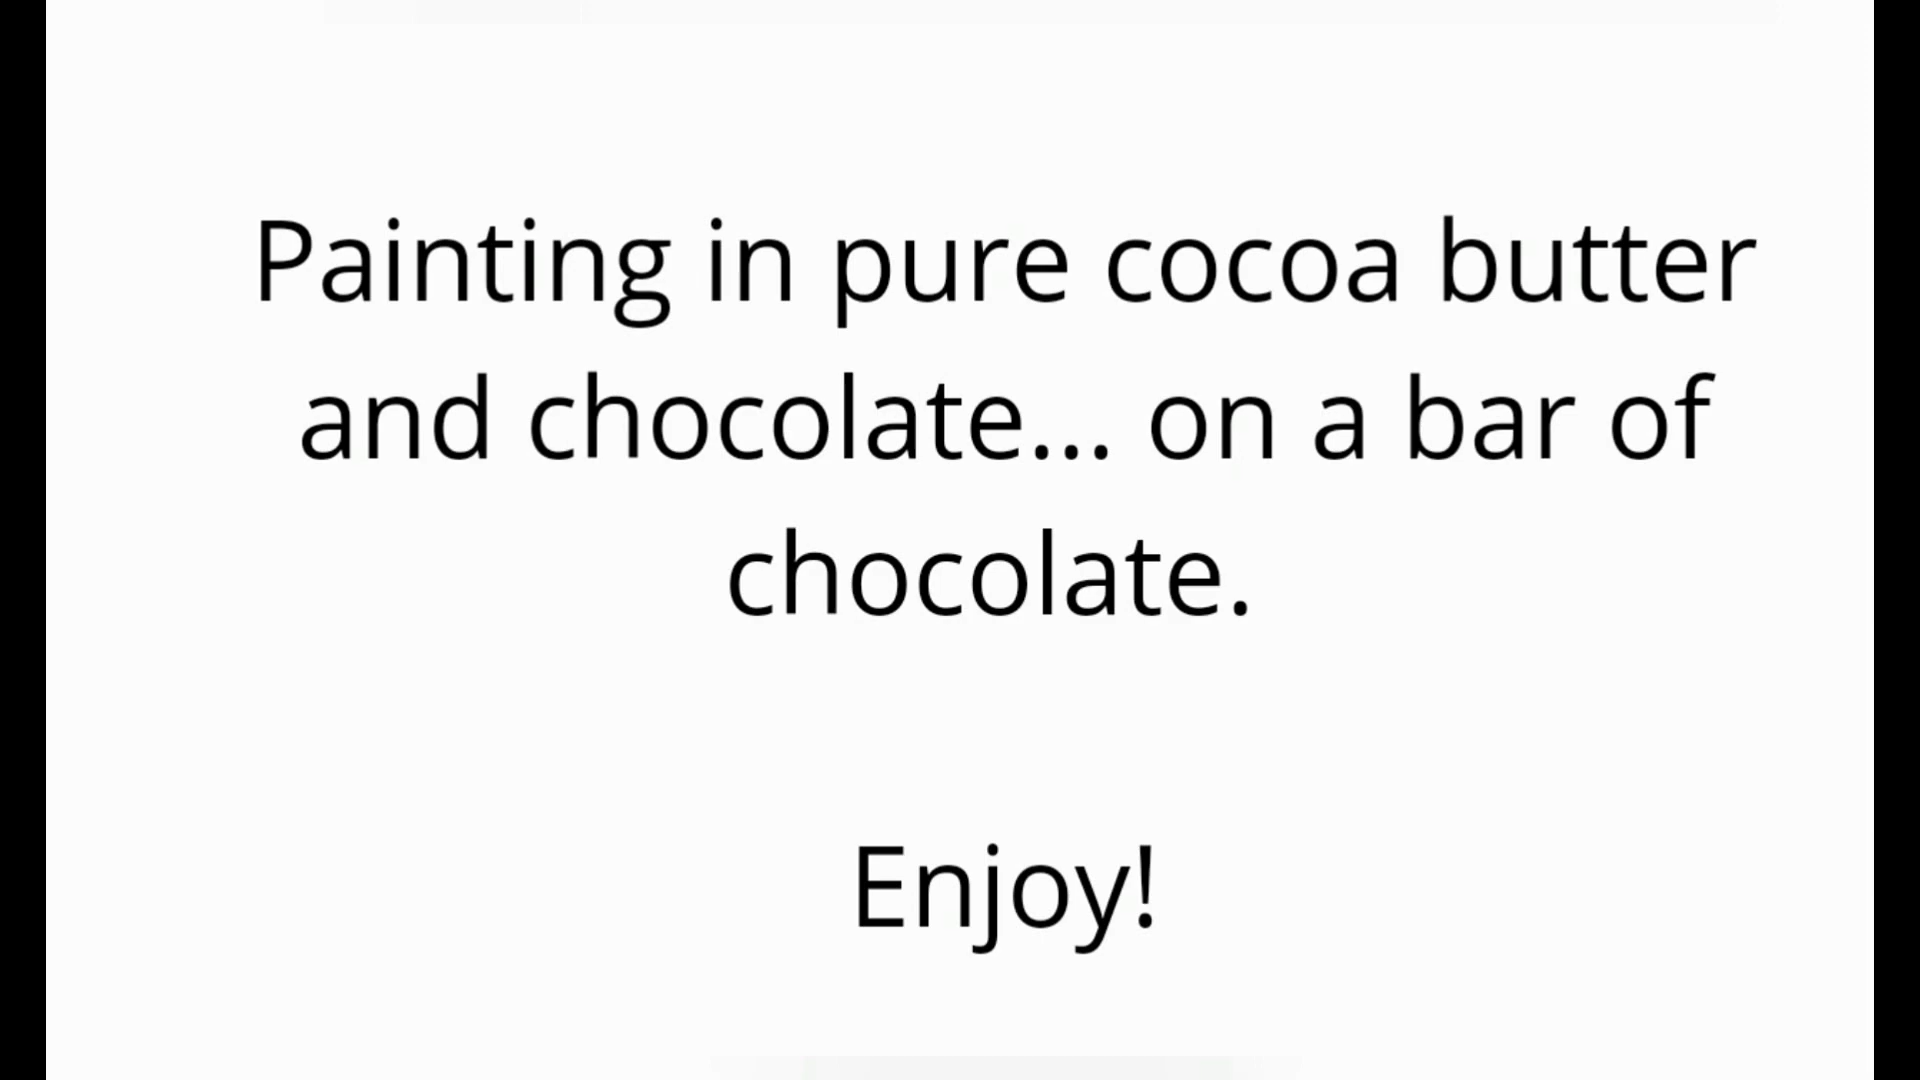 Painting in pure cocoa butter
and chocolate... on a bar of
chocolate.
Enjoy!